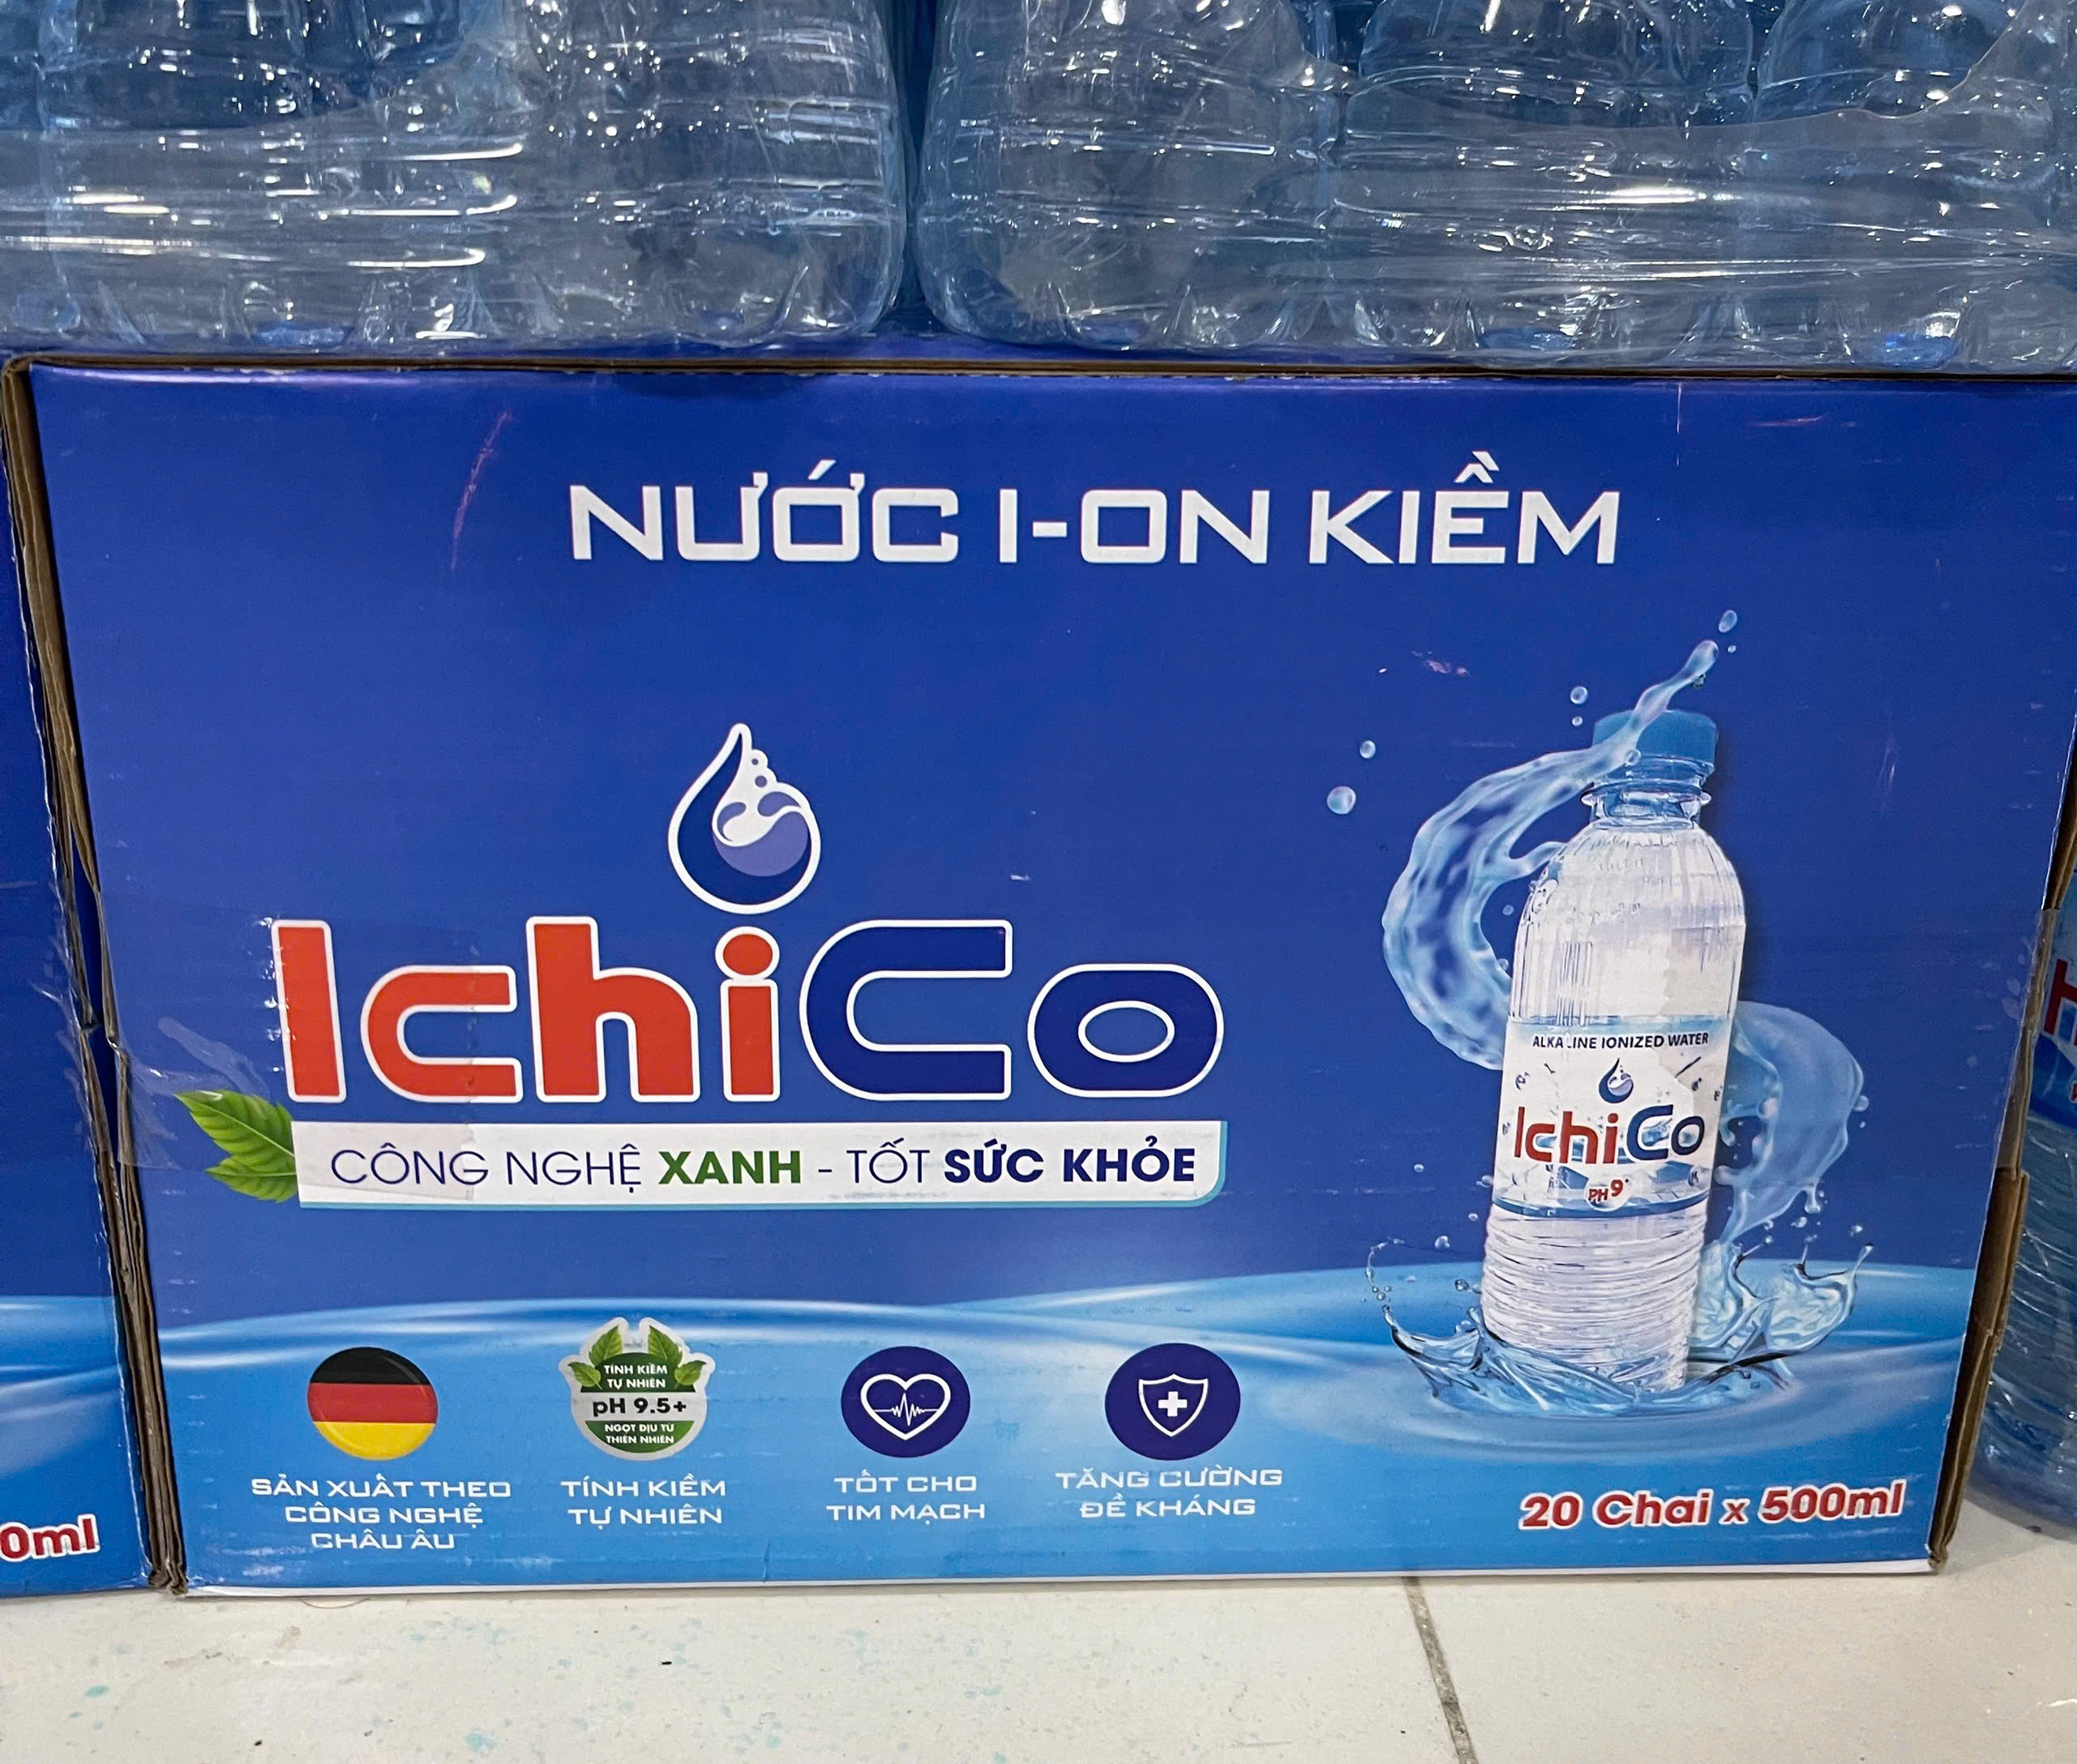 NƯỚC I-ON KIỀM
IchiCo
CÔNG NGHỆ XANH - TỐT SỨC KHỎE
ALKALINE IONIZED WATER
IchiCo
PH 9+
TÍNH KIỀM
TỰ NHIÊN
pH 9.5+
NGỌT DỊU TỪ
THIÊN NHIÊN
SẢN XUẤT THEO
CÔNG NGHỆ
CHÂU ÂU
TÍNH KIỀM
TỰ NHIÊN
TỐT CHO
TIM MẠCH
TĂNG CƯỜNG
ĐỀ KHÁNG
20 Chai x 500ml
0ml